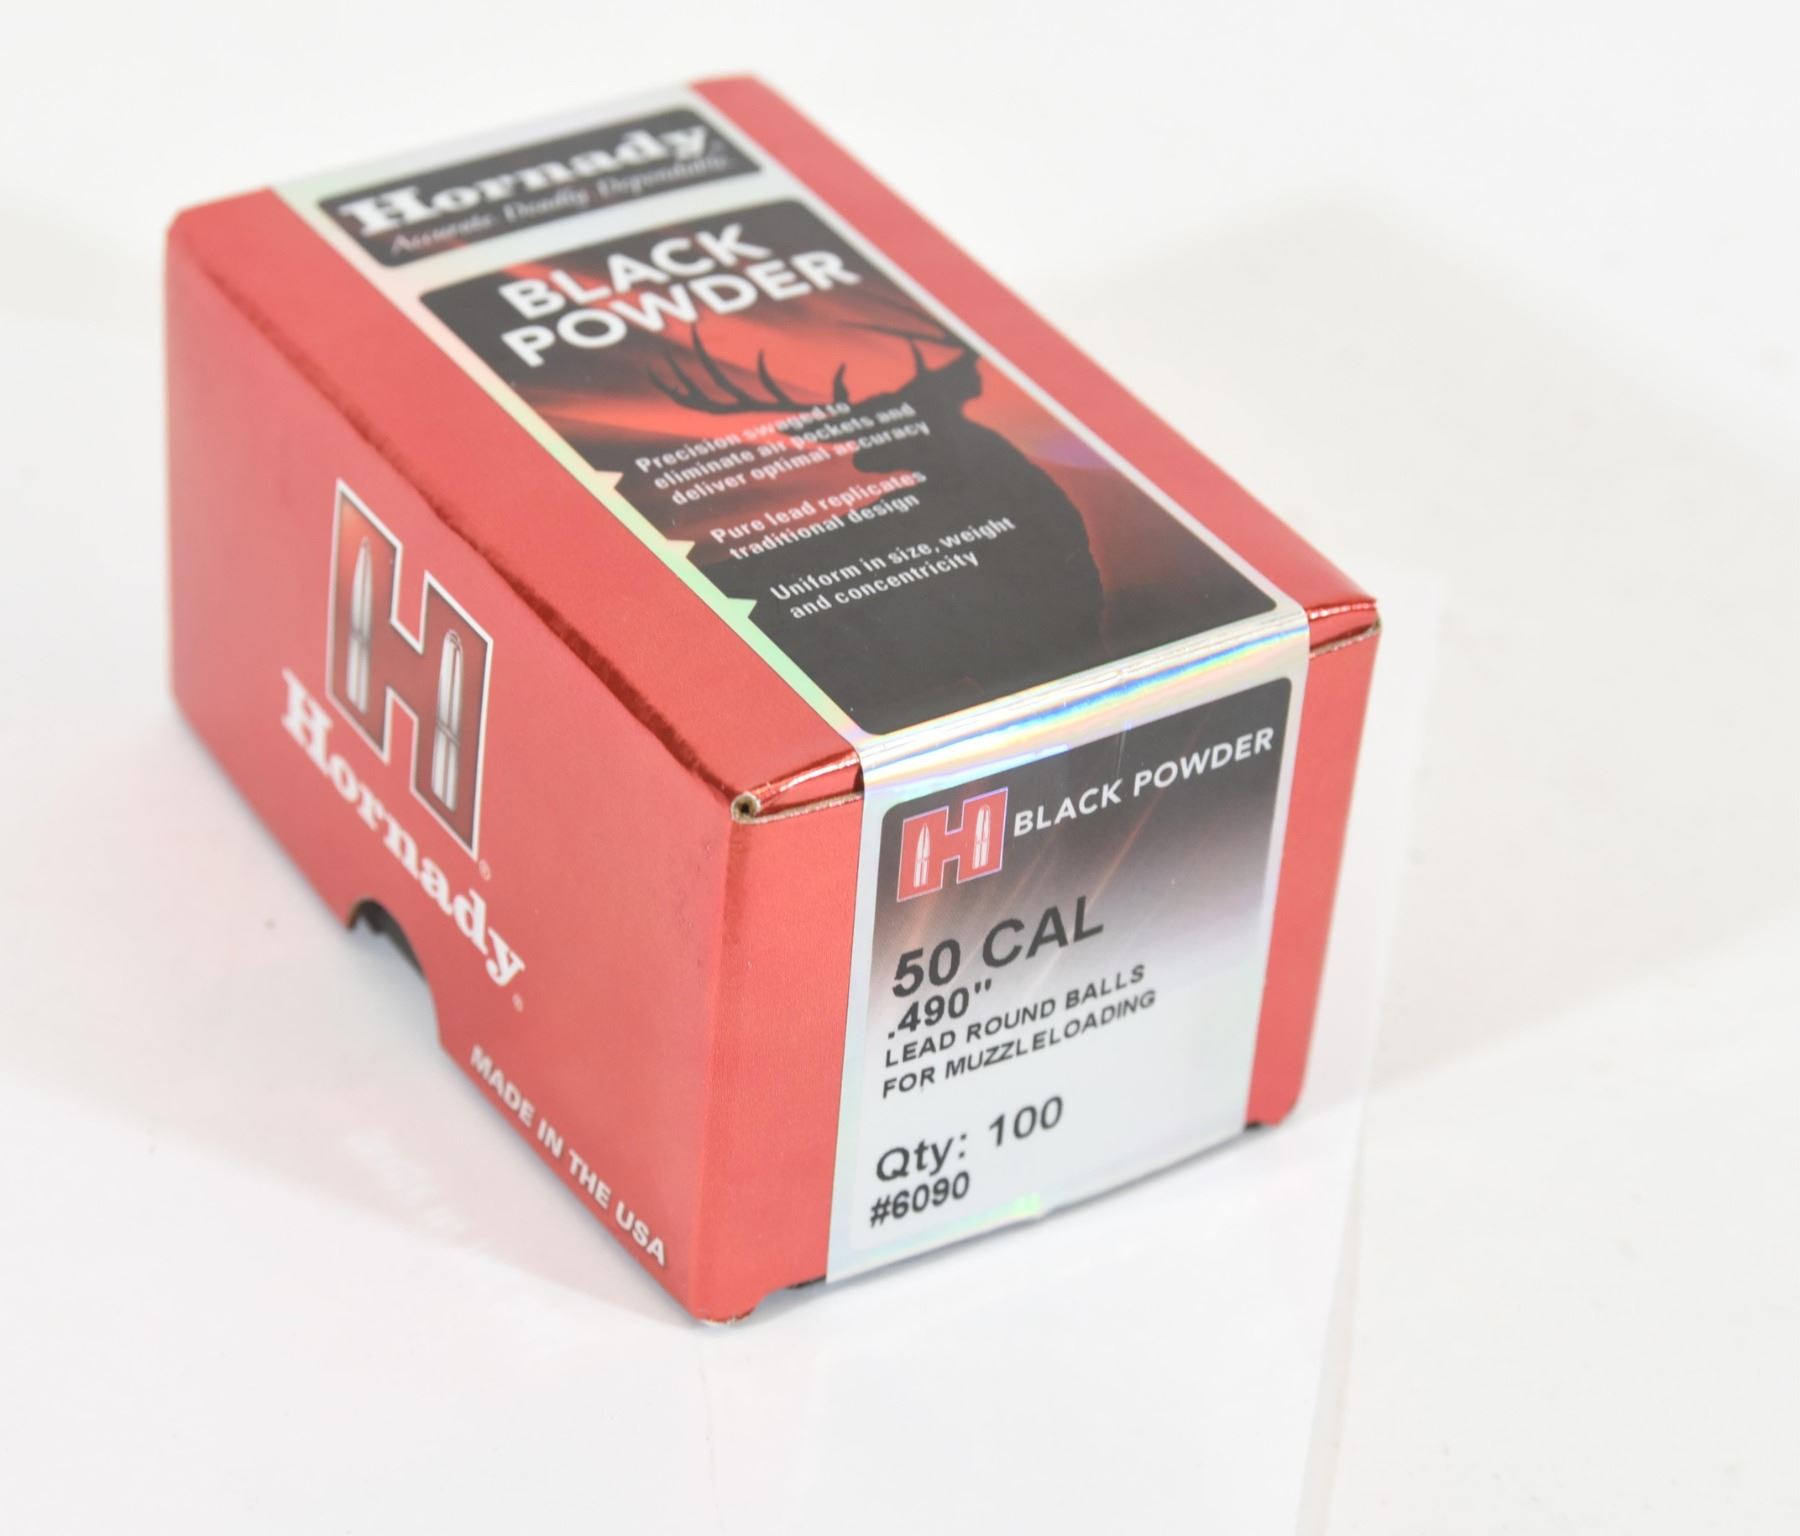 Hornady
Accurate. Deadly. Dependable.
BLACK
POWDER
Precision swaged to
eliminate air pockets and
deliver optimal accuracy
Pure lead replicates
traditional design
Uniform in size, weight
and concentricity
H
Hornady
MADE IN THE USA
H BLACK POWDER
50 CAL
.490"
LEAD ROUND BALLS
FOR MUZZLELOADING
Qty: 100
#6090